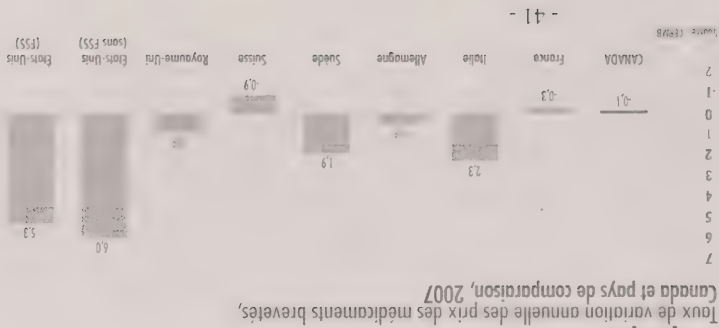 Taux de variation annuelle des prix des médicaments brevetés,
Canada et pays de comparaison, 2007
7
6
5
4
3
2
1
0
-1
2
-0,1
-0,3
2,3
1,9
-0,9
6,0
5,3
CANADA
France
Italie
Allemagne
Suède
Suisse
Royaume-Uni
États-Unis
(sans FSS)
États-Unis
(FSS)
Source : CEPMB
- 41 -